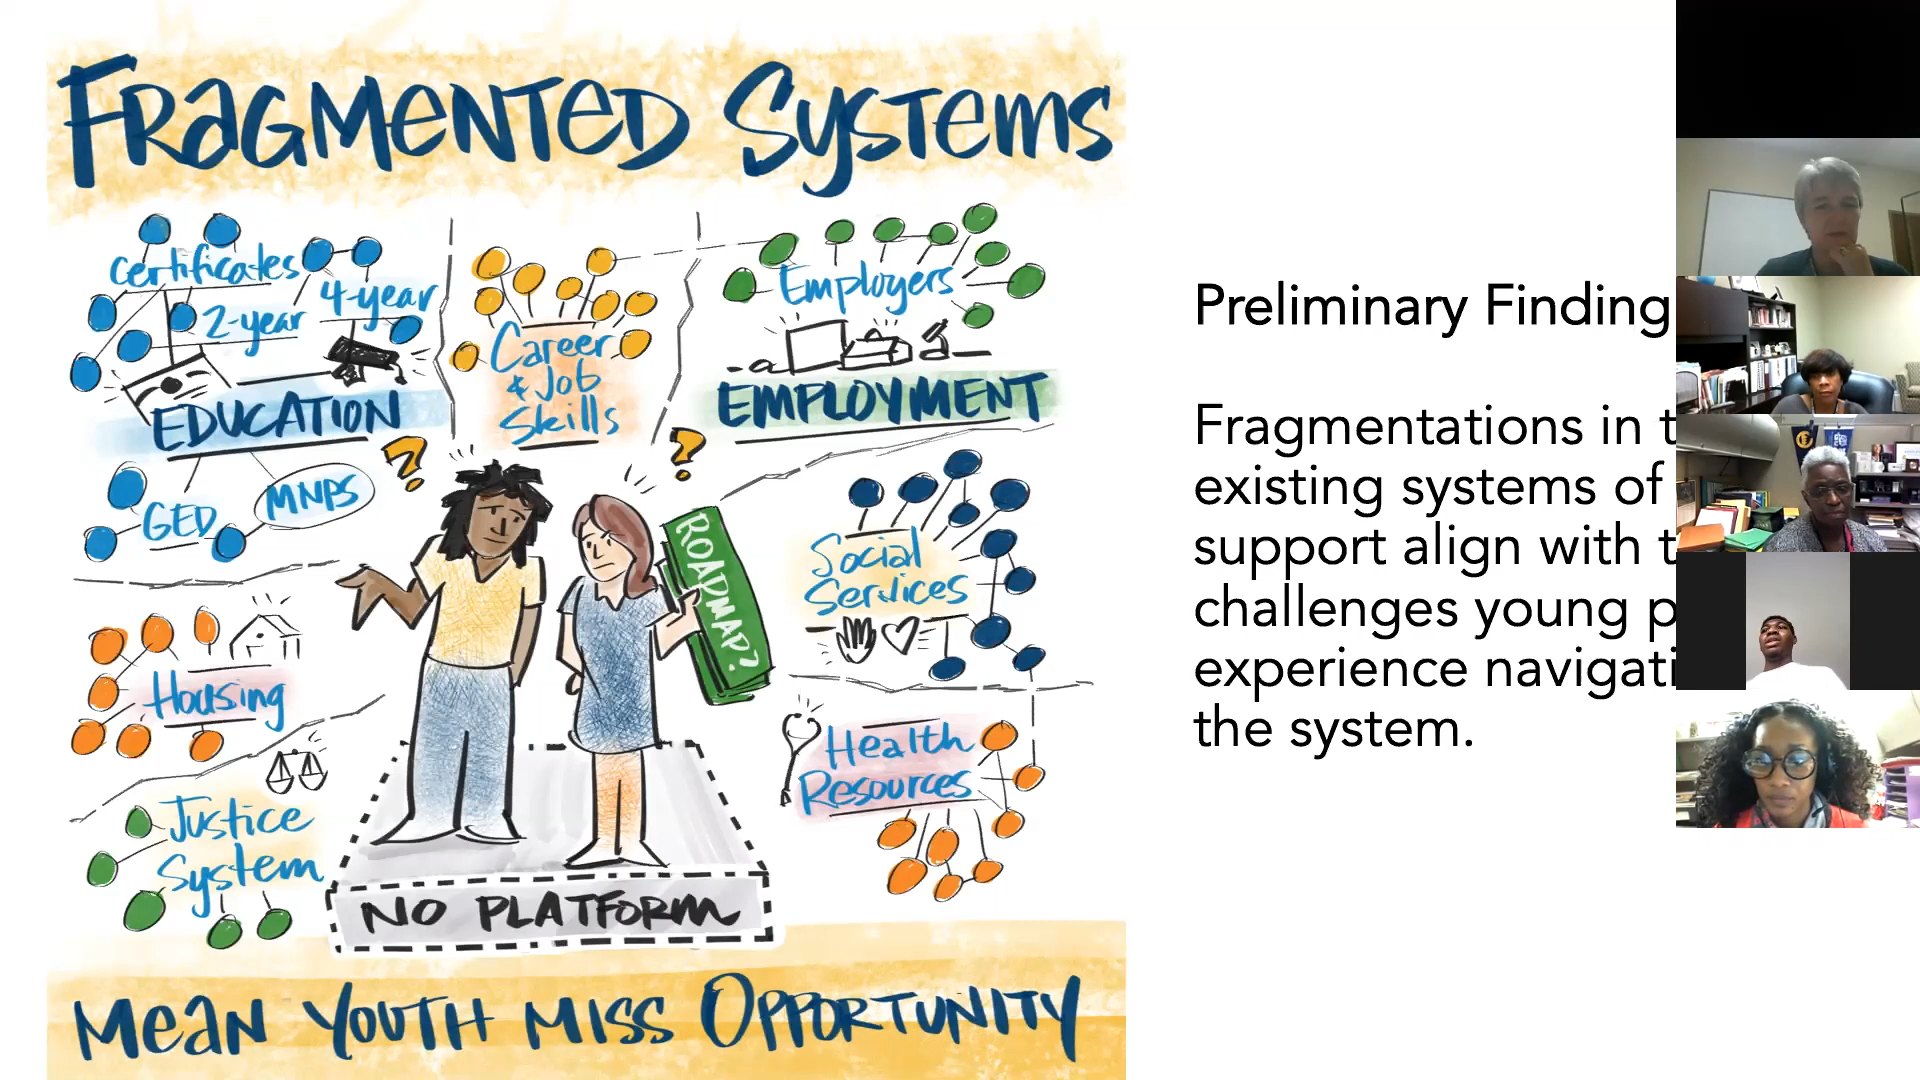 FRAGMENTED SYSTEMS
certificates
2-year
4-year
EDUCATION
GED
MNPS
Career
& Job
Skills
Employers
EMPLOYMENT
?
?
ROADMAP?
Social
Services
Housing
Health
Resources
Justice
System
NO PLATFORM
MEAN YOUTH MISS OPPORTUNITY
Preliminary Finding
Fragmentations in t
existing systems of
support align with t
challenges young p
experience navigati
the system.